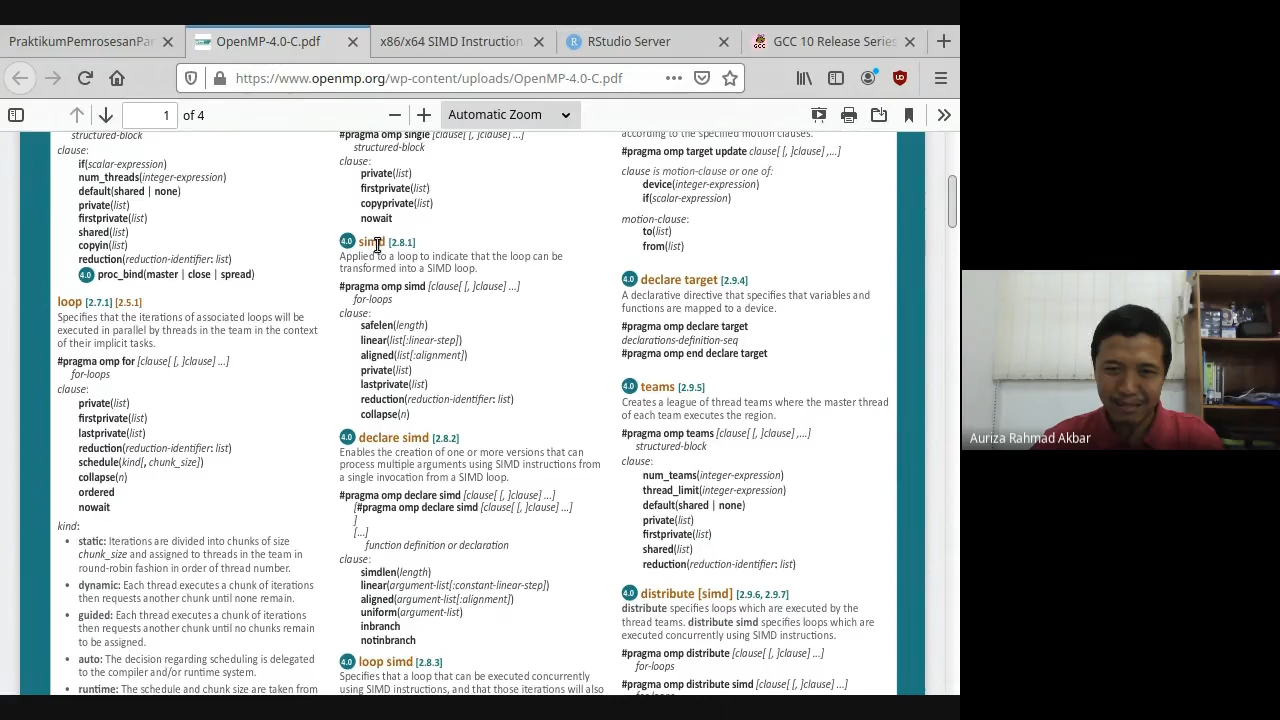 PraktikumPemrosesanPar
OpenMP-4.0-C.pdf
x86/x64 SIMD Instruction
RStudio Server
GCC 10 Release Series
https://www.openmp.org/wp-content/uploads/OpenMP-4.0-C.pdf
1 of 4
Automatic Zoom
structured-block
clause:
if(scalar-expression)
num_threads(integer-expression)
default(shared | none)
private(list)
firstprivate(list)
shared(list)
copyin(list)
reduction(reduction-identifier: list)
4.0 proc_bind(master | close | spread)
loop [2.7.1] [2.5.1]
Specifies that the iterations of associated loops will be
executed in parallel by threads in the team in the context
of their implicit tasks.
#pragma omp for [clause[ [, ]clause] ...]
for-loops
clause:
private(list)
firstprivate(list)
lastprivate(list)
reduction(reduction-identifier: list)
schedule(kind[, chunk_size])
collapse(n)
ordered
nowait
kind:
• static: Iterations are divided into chunks of size
chunk_size and assigned to threads in the team in
round-robin fashion in order of thread number.
• dynamic: Each thread executes a chunk of iterations
then requests another chunk until none remain.
• guided: Each thread executes a chunk of iterations
then requests another chunk until no chunks remain
to be assigned.
• auto: The decision regarding scheduling is delegated
to the compiler and/or runtime system.
• runtime: The schedule and chunk size are taken from
#pragma omp single [clause[ [, ]clause] ...]
structured-block
clause:
private(list)
firstprivate(list)
copyprivate(list)
nowait
4.0 simd [2.8.1]
Applied to a loop to indicate that the loop can be
transformed into a SIMD loop.
#pragma omp simd [clause[ [, ]clause] ...]
for-loops
clause:
safelen(length)
linear(list[:linear-step])
aligned(list[:alignment])
private(list)
lastprivate(list)
reduction(reduction-identifier: list)
collapse(n)
4.0 declare simd [2.8.2]
Enables the creation of one or more versions that can
process multiple arguments using SIMD instructions
from a single invocation from a SIMD loop.
#pragma omp declare simd [clause[ [, ]clause] ...]
[#pragma omp declare simd [clause[ [, ]clause] ...]
]
[...]
function definition or declaration
clause:
simdlen(length)
linear(argument-list[:constant-linear-step])
aligned(argument-list[:alignment])
uniform(argument-list)
inbranch
notinbranch
4.0 loop simd [2.8.3]
Specifies that a loop that can be executed concurrently
using SIMD instructions, and that those iterations will also
according to the specified motion clauses.
#pragma omp target update clause[ [, ]clause] ,...]
clause is motion-clause or one of:
device(integer-expression)
if(scalar-expression)
motion-clause:
to(list)
from(list)
4.0 declare target [2.9.4]
A declarative directive that specifies that variables and
functions are mapped to a device.
#pragma omp declare target
declarations-definition-seq
#pragma omp end declare target
4.0 teams [2.9.5]
Creates a league of thread teams where the master thread
of each team executes the region.
#pragma omp teams [clause[ [, ]clause] ,...]
structured-block
clause:
num_teams(integer-expression)
thread_limit(integer-expression)
default(shared | none)
private(list)
firstprivate(list)
shared(list)
reduction(reduction-identifier: list)
4.0 distribute [simd] [2.9.6, 2.9.7]
distribute specifies loops which are executed by the
thread teams. distribute simd specifies loops which are
executed concurrently using SIMD instructions.
#pragma omp distribute [clause[ [, ]clause] ...]
for-loops
#pragma omp distribute simd [clause[ [, ]clause] ...]
Auriza Rahmad Akbar